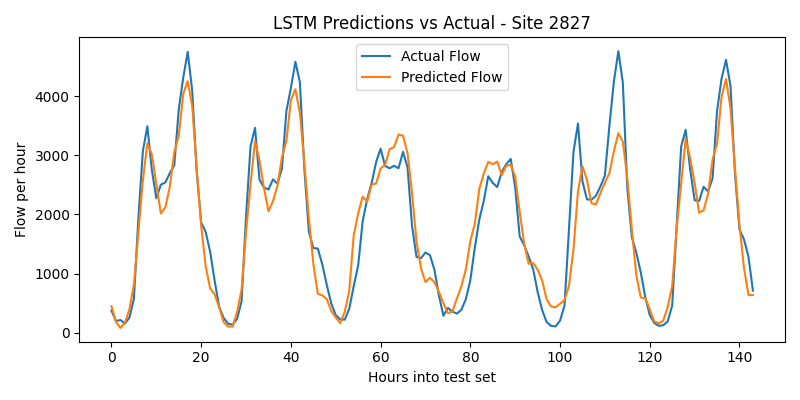 LSTM Predictions vs Actual - Site 2827
Actual Flow
Predicted Flow
Flow per hour
4000
3000
2000
1000
0
0 20 40 60 80 100 120 140
Hours into test set